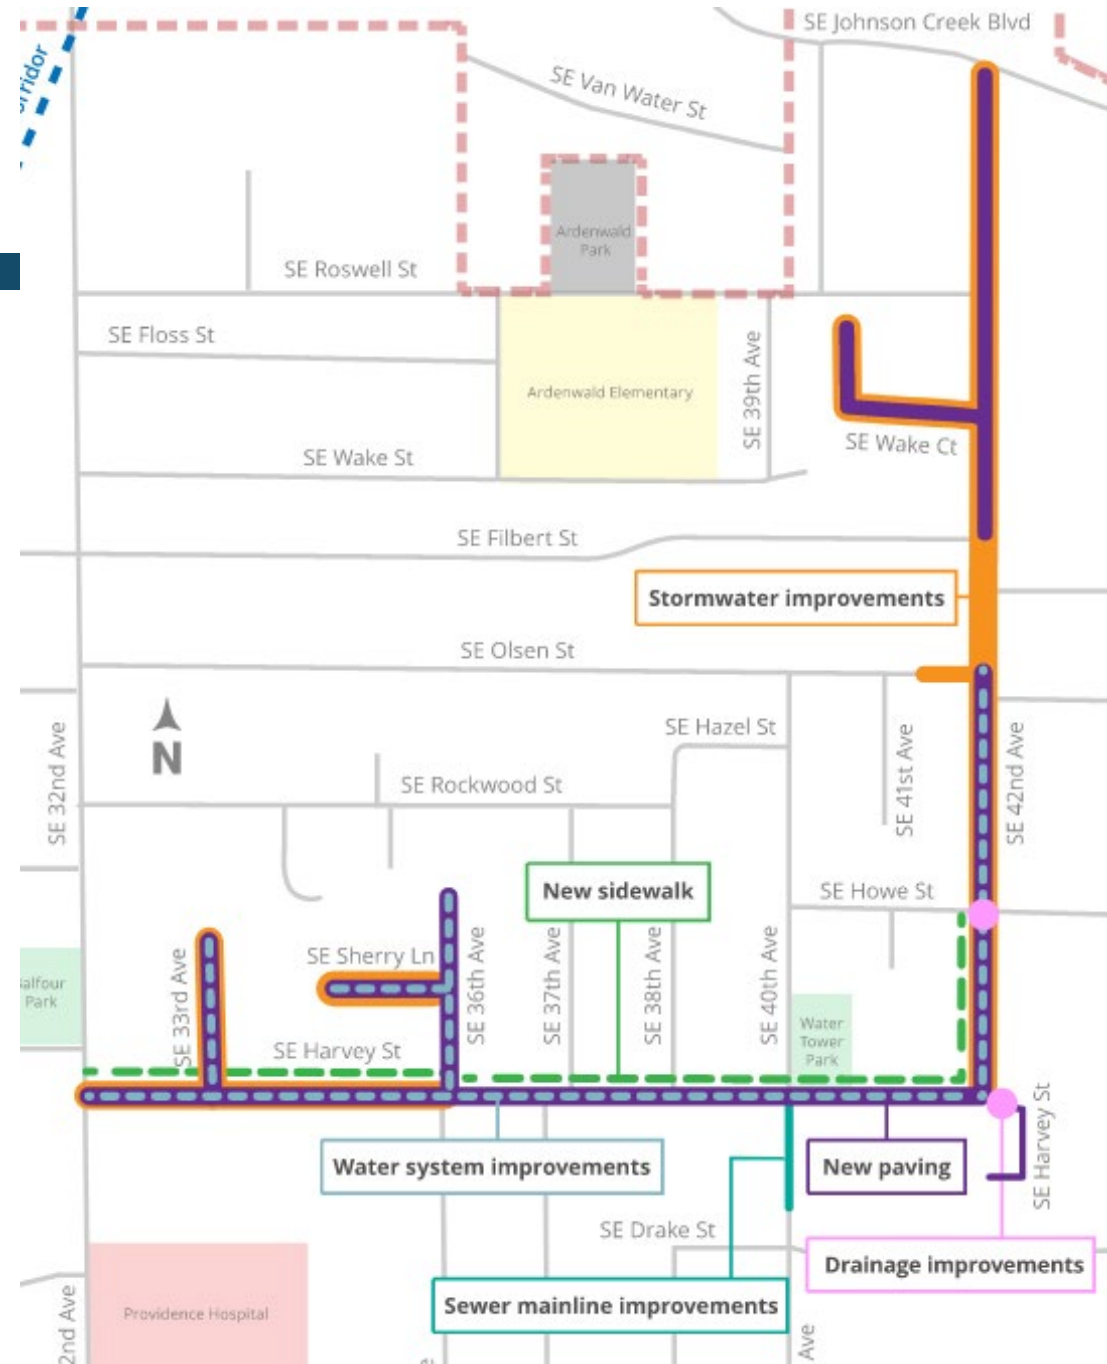 SE Johnson Creek Blvd
SE Van Water St
Ardenwald
Park
SE Roswell St
SE Floss St
Ardenwald Elementary
SE 39th Ave
SE Wake Ct
SE Wake St
SE Filbert St
Stormwater improvements
SE Olsen St
N
SE 32nd Ave
SE Hazel St
SE 41st Ave
SE 42nd Ave
SE Rockwood St
New sidewalk
SE Howe St
SE 33rd Ave
SE Sherry Ln
SE 36th Ave
SE 37th Ave
SE 38th Ave
SE 40th Ave
alfour
Park
Water
Tower
Park
SE Harvey St
SE Harvey St
Water system improvements
New paving
SE Drake St
Drainage improvements
Sewer mainline improvements
Providence Hospital
2nd Ave
Ave